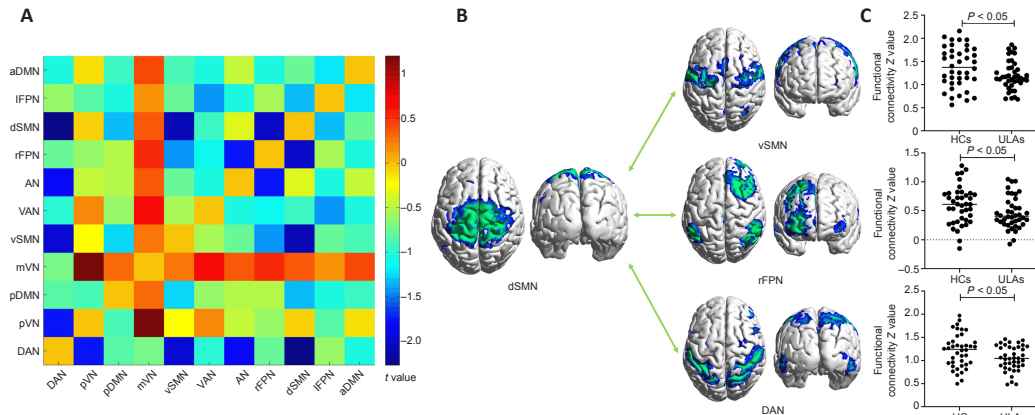 A
aDMN
lFPN
dSMN
rFPN
AN
VAN
vSMN
mVN
pDMN
pVN
DAN
DAN
pVN
pDMN
mVN
vSMN
VAN
AN
rFPN
dSMN
lFPN
aDMN
1
0.5
0
–0.5
–1
–1.5
–2
t value
B
dSMN
vSMN
rFPN
DAN
C
Functional
connectivity Z value
2.5
2.0
1.5
1.0
0.5
0
P < 0.05
HCs ULAs
Functional
connectivity Z value
1.5
1.0
0.5
0
–0.5
P < 0.05
HCs ULAs
Functional
connectivity Z value
2.5
2.0
1.5
1.0
0.5
0
P < 0.05